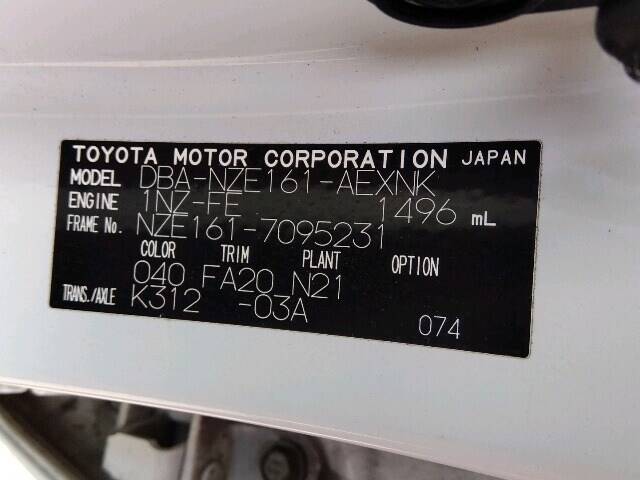 TOYOTA MOTOR CORPORATION JAPAN
MODEL DBA-NZE161-AEXNK
ENGINE 1NZ-FE 1496 mL
FRAME No. NZE161-7095231
COLOR TRIM PLANT OPTION
040 FA20 N21
TRANS./AXLE K312 -03A
074